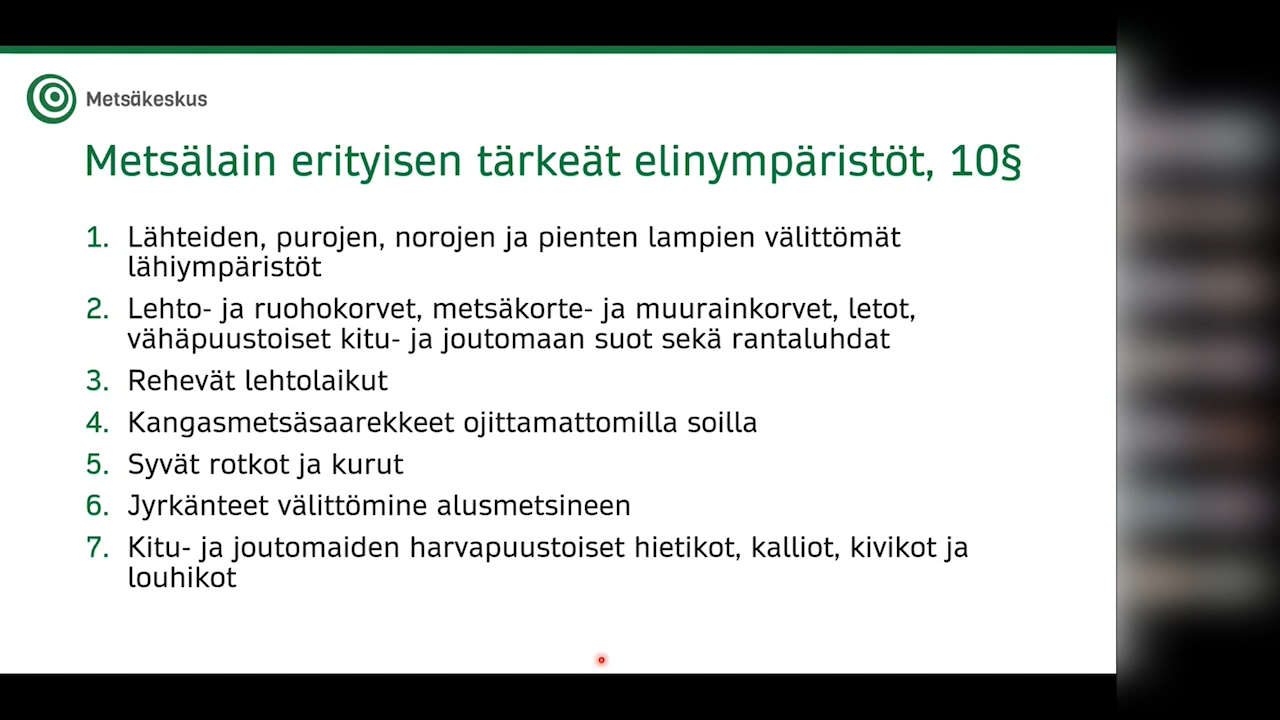 Metsäkeskus
Metsälain erityisen tärkeät elinympäristöt, 10§
1. Lähteiden, purojen, norojen ja pienten lampien välittömät
lähiympäristöt
2. Lehto- ja ruohokorvet, metsäkorte- ja muurainkorvet, letot,
vähäpuustoiset kitu- ja joutomaan suot sekä rantaluhdat
3. Rehevät lehtolaikut
4. Kangasmetsäsaarekkeet ojittamattomilla soilla
5. Syvät rotkot ja kurut
6. Jyrkänteet välittömine alusmetsineen
7. Kitu- ja joutomaiden harvapuustoiset hietikot, kalliot, kivikot ja
louhikot